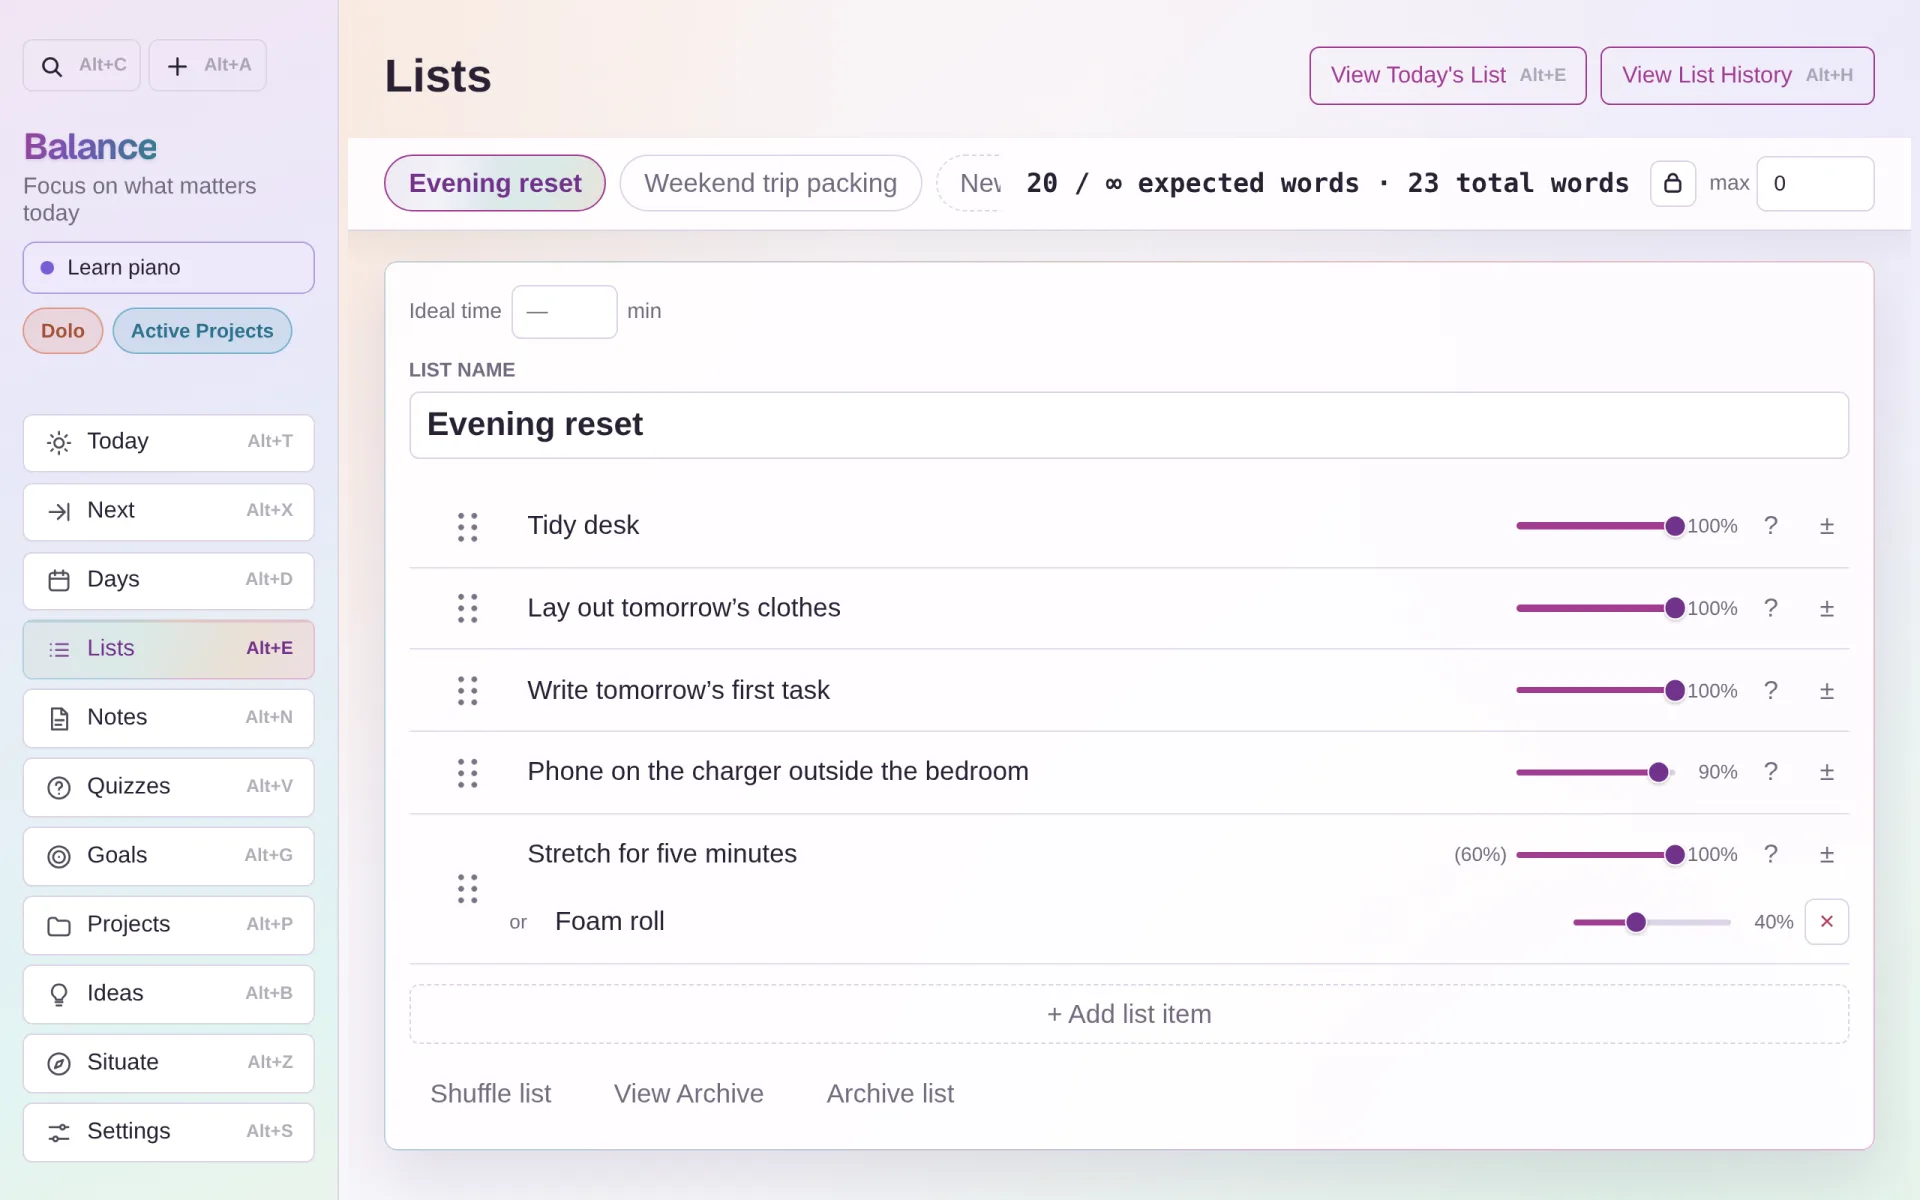 Alt+C
Alt+A
Balance
Focus on what matters
today
Learn piano
Dolo
Active Projects
Today Alt+T
Next Alt+X
Days Alt+D
Lists Alt+E
Notes Alt+N
Quizzes Alt+V
Goals Alt+G
Projects Alt+P
Ideas Alt+B
Situate Alt+Z
Settings Alt+S
Lists
View Today's List Alt+E
View List History Alt+H
Evening reset
Weekend trip packing
20 / ∞ expected words · 23 total words
max 0
Ideal time — min
LIST NAME
Evening reset
Tidy desk 100% ? ±
Lay out tomorrow’s clothes 100% ? ±
Write tomorrow’s first task 100% ? ±
Phone on the charger outside the bedroom 90% ? ±
Stretch for five minutes (60%) 100% ? ±
or Foam roll 40% ×
+ Add list item
Shuffle list
View Archive
Archive list